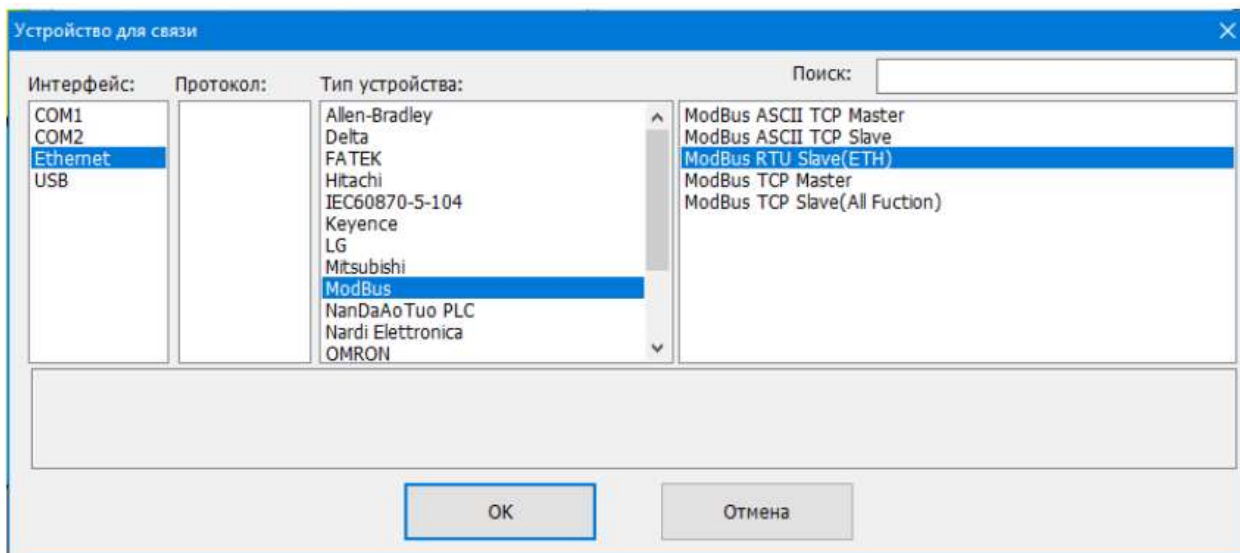 Устройство для связи
Интерфейс: Протокол: Тип устройства: Поиск:
COM1
COM2
Ethernet
USB
Allen-Bradley
Delta
FATEK
Hitachi
IEC60870-5-104
Keyence
LG
Mitsubishi
ModBus
NanDaAoTuo PLC
Nardi Elettronica
OMRON
ModBus ASCII TCP Master
ModBus ASCII TCP Slave
ModBus RTU Slave(ETH)
ModBus TCP Master
ModBus TCP Slave(All Fuction)
OK Отмена